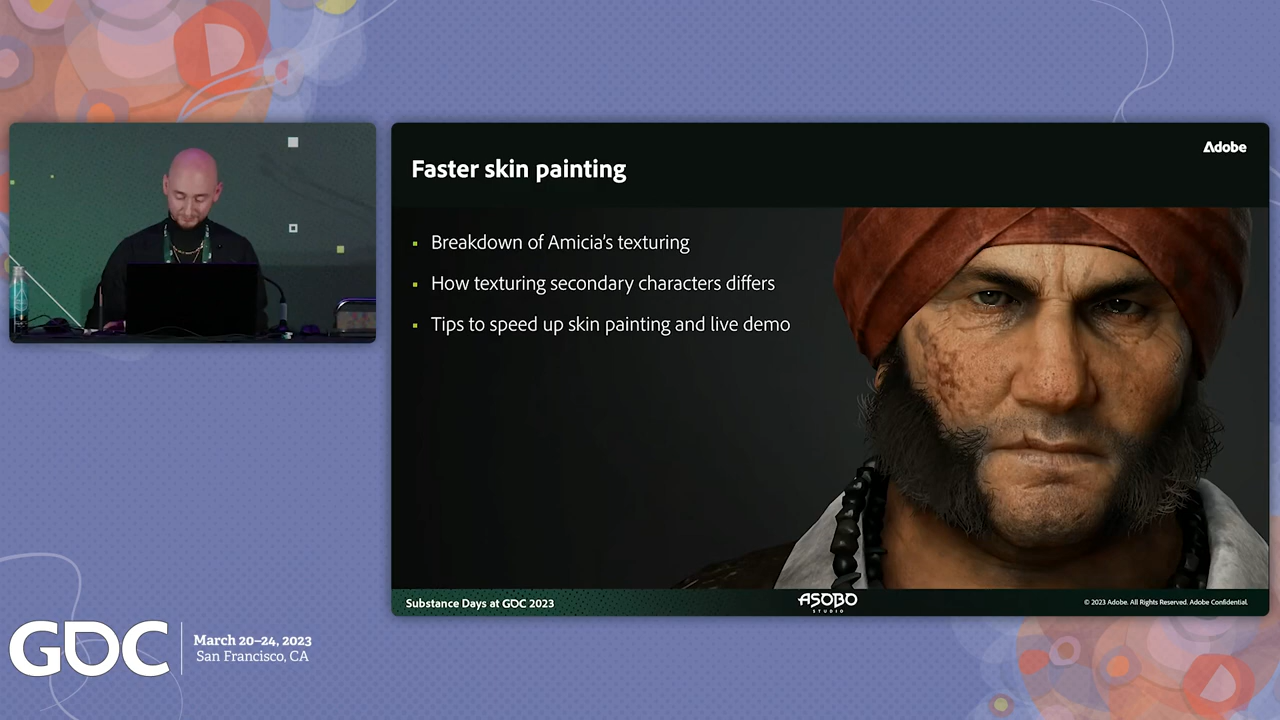 Faster skin painting
Adobe
Breakdown of Amicia's texturing
How texturing secondary characters differs
Tips to speed up skin painting and live demo
Substance Days at GDC 2023
ASOBO
STUDIO
© 2023 Adobe. All Rights Reserved. Adobe Confidential.
GDC
March 20–24, 2023
San Francisco, CA